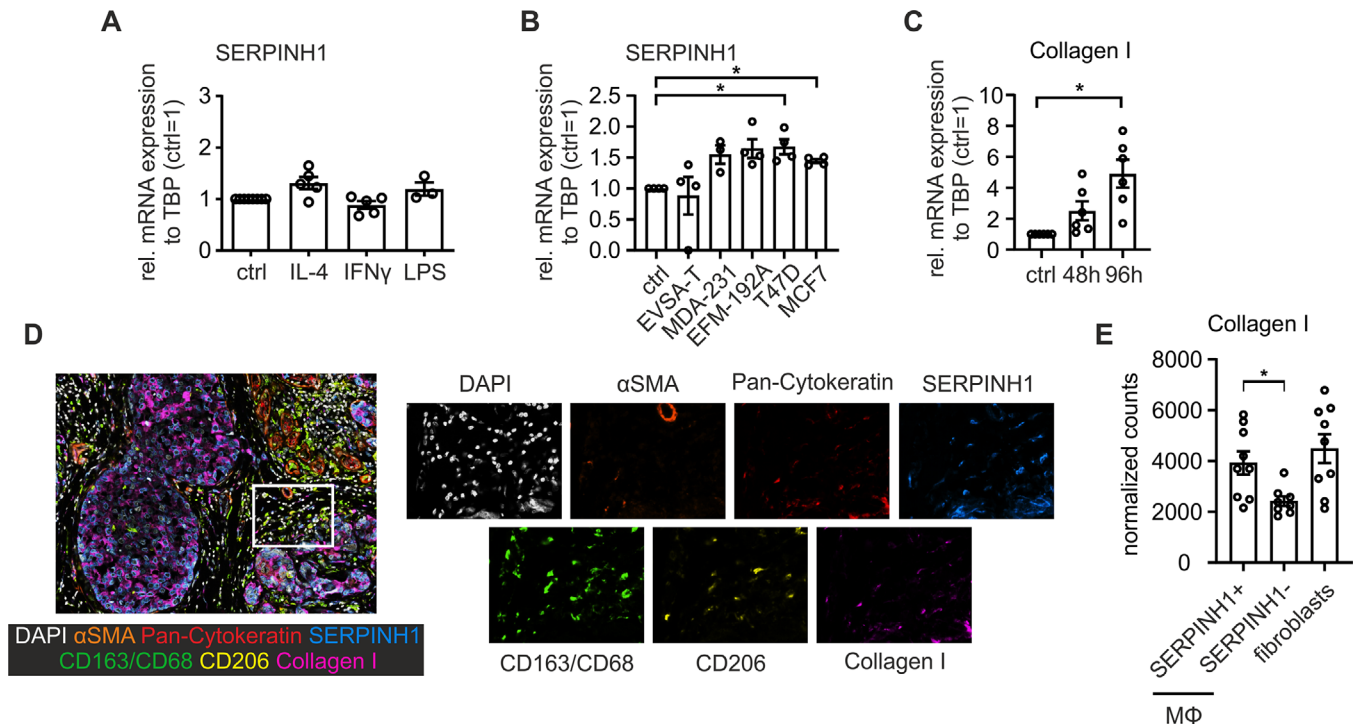 A
SERPINH1
rel. mRNA expression
to TBP (ctrl=1)
3
2
1
0
ctrl
IL-4
IFNγ
LPS
B
SERPINH1
rel. mRNA expression
to TBP (ctrl=1)
*
*
2.5
2.0
1.5
1.0
0.5
0.0
ctrl
EVSA-T
MDA-231
EFM-192A
T47D
MCF7
C
Collagen I
rel. mRNA expression
to TBP (ctrl=1)
*
10
8
6
4
2
0
ctrl
48h
96h
D
DAPI αSMA Pan-Cytokeratin SERPINH1
CD163/CD68 CD206 Collagen I
DAPI
αSMA
Pan-Cytokeratin
SERPINH1
CD163/CD68
CD206
Collagen I
E
Collagen I
normalized counts
*
8000
6000
4000
2000
0
SERPINH1+
SERPINH1-
fibroblasts
MΦ